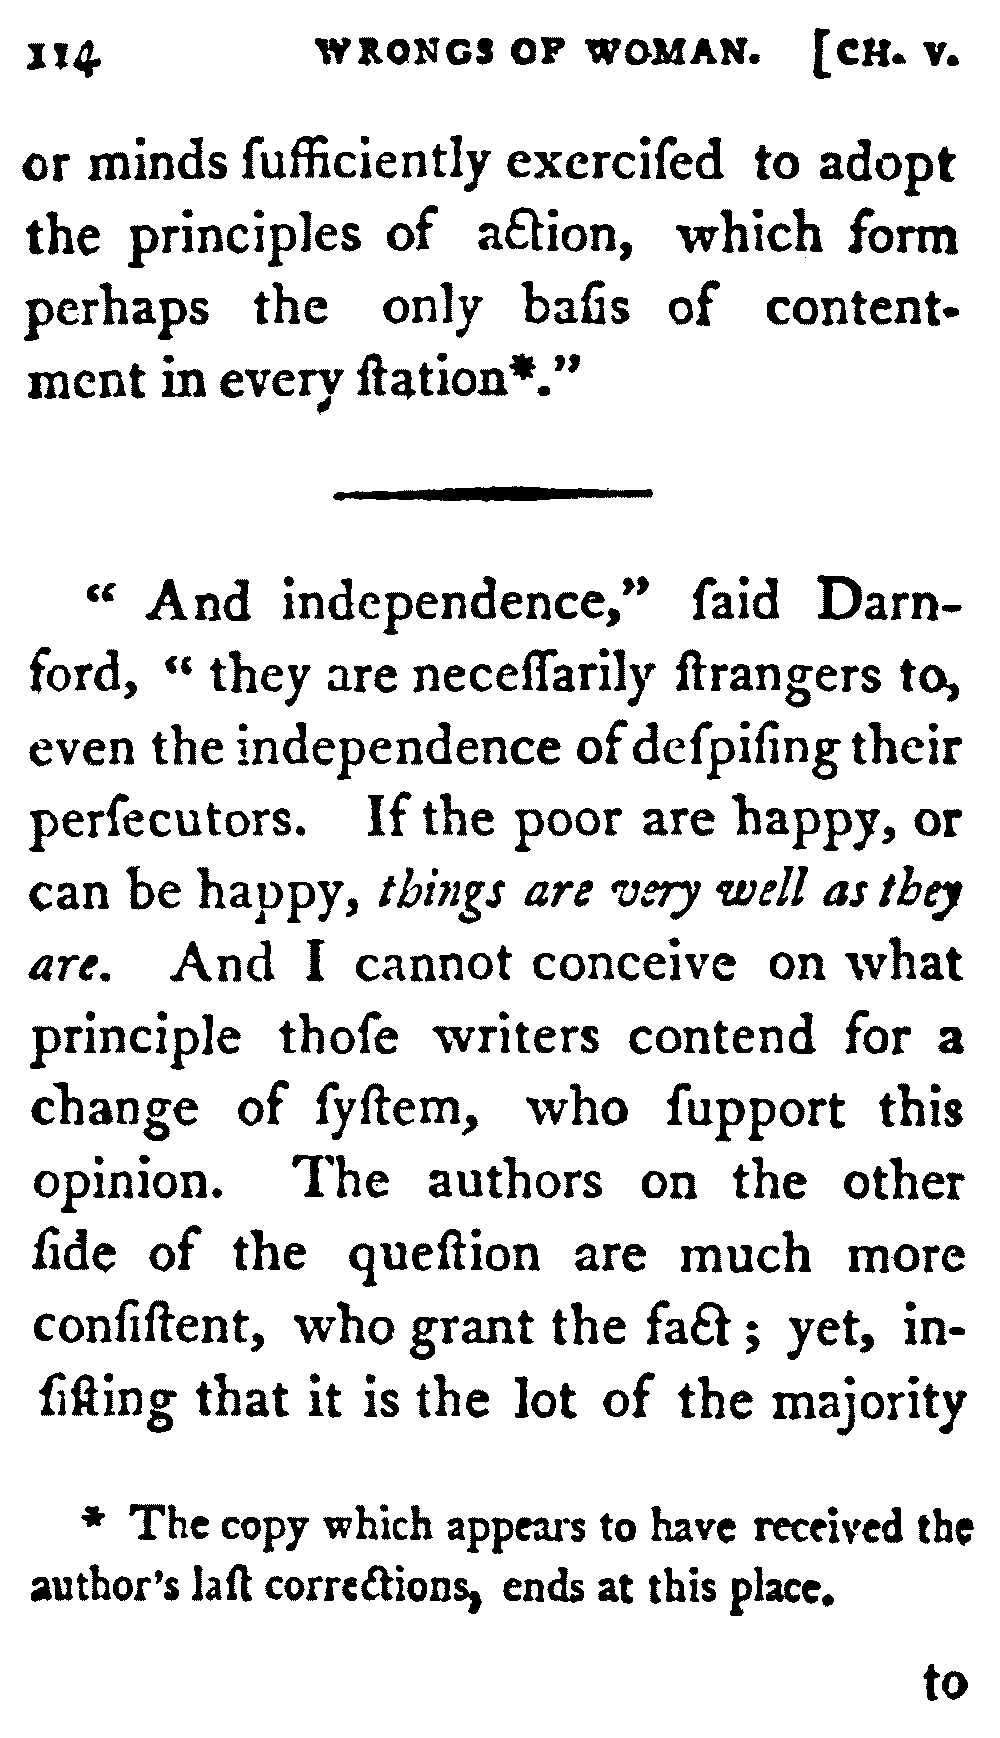 114 WRONGS OF WOMAN. [CH. V.
or minds ſufficiently exerciſed to adopt
the principles of action, which form
perhaps the only baſis of content-
ment in every ſtation*."
“ And independence,” ſaid Darn-
ford, “ they are neceſſarily ſtrangers to,
even the independence of deſpiſing their
perſecutors. If the poor are happy, or
can be happy, things are very well as they
are. And I cannot conceive on what
principle thoſe writers contend for a
change of ſyſtem, who ſupport this
opinion. The authors on the other
ſide of the queſtion are much more
conſiſtent, who grant the fact ; yet, in-
ſiſting that it is the lot of the majority
* The copy which appears to have received the
author's laſt corrections, ends at this place.
to